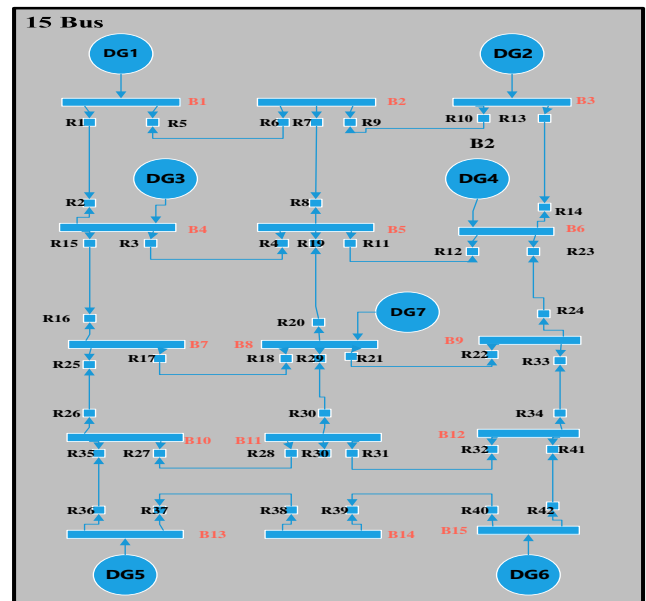 15 Bus
DG1
DG2
B1
B2
B3
R1
R5
R6
R7
R9
R10
R13
B2
DG3
DG4
R2
R8
R14
B4
B5
B6
R15
R3
R4
R19
R11
R12
R23
R16
R20
DG7
R24
B7
B8
B9
R25
R17
R18
R29
R21
R22
R33
R26
R30
R34
B10
B11
B12
R35
R27
R28
R30
R31
R32
R41
R36
R37
R38
R39
R40
R42
B13
B14
B15
DG5
DG6